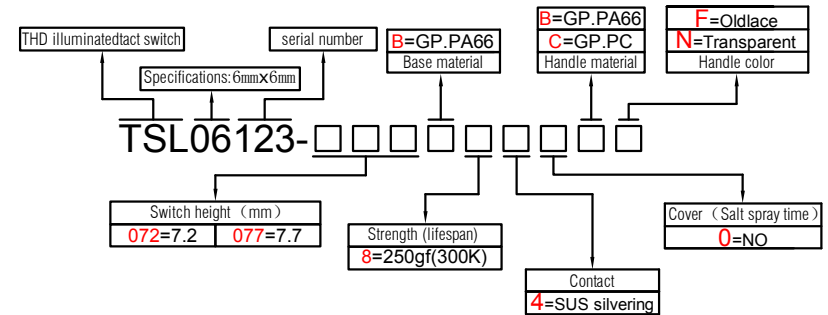 THD illuminatedtact switch
serial number
Specifications:6mmx6mm
B=GP.PA66
Base material
B=GP.PA66
C=GP.PC
Handle material
F=Oldlace
N=Transparent
Handle color
TSL06123-□□□□□□□□□
Switch height（mm）
072=7.2 077=7.7
Strength (lifespan)
8=250gf(300K)
Contact
4=SUS silvering
Cover（Salt spray time）
0=NO